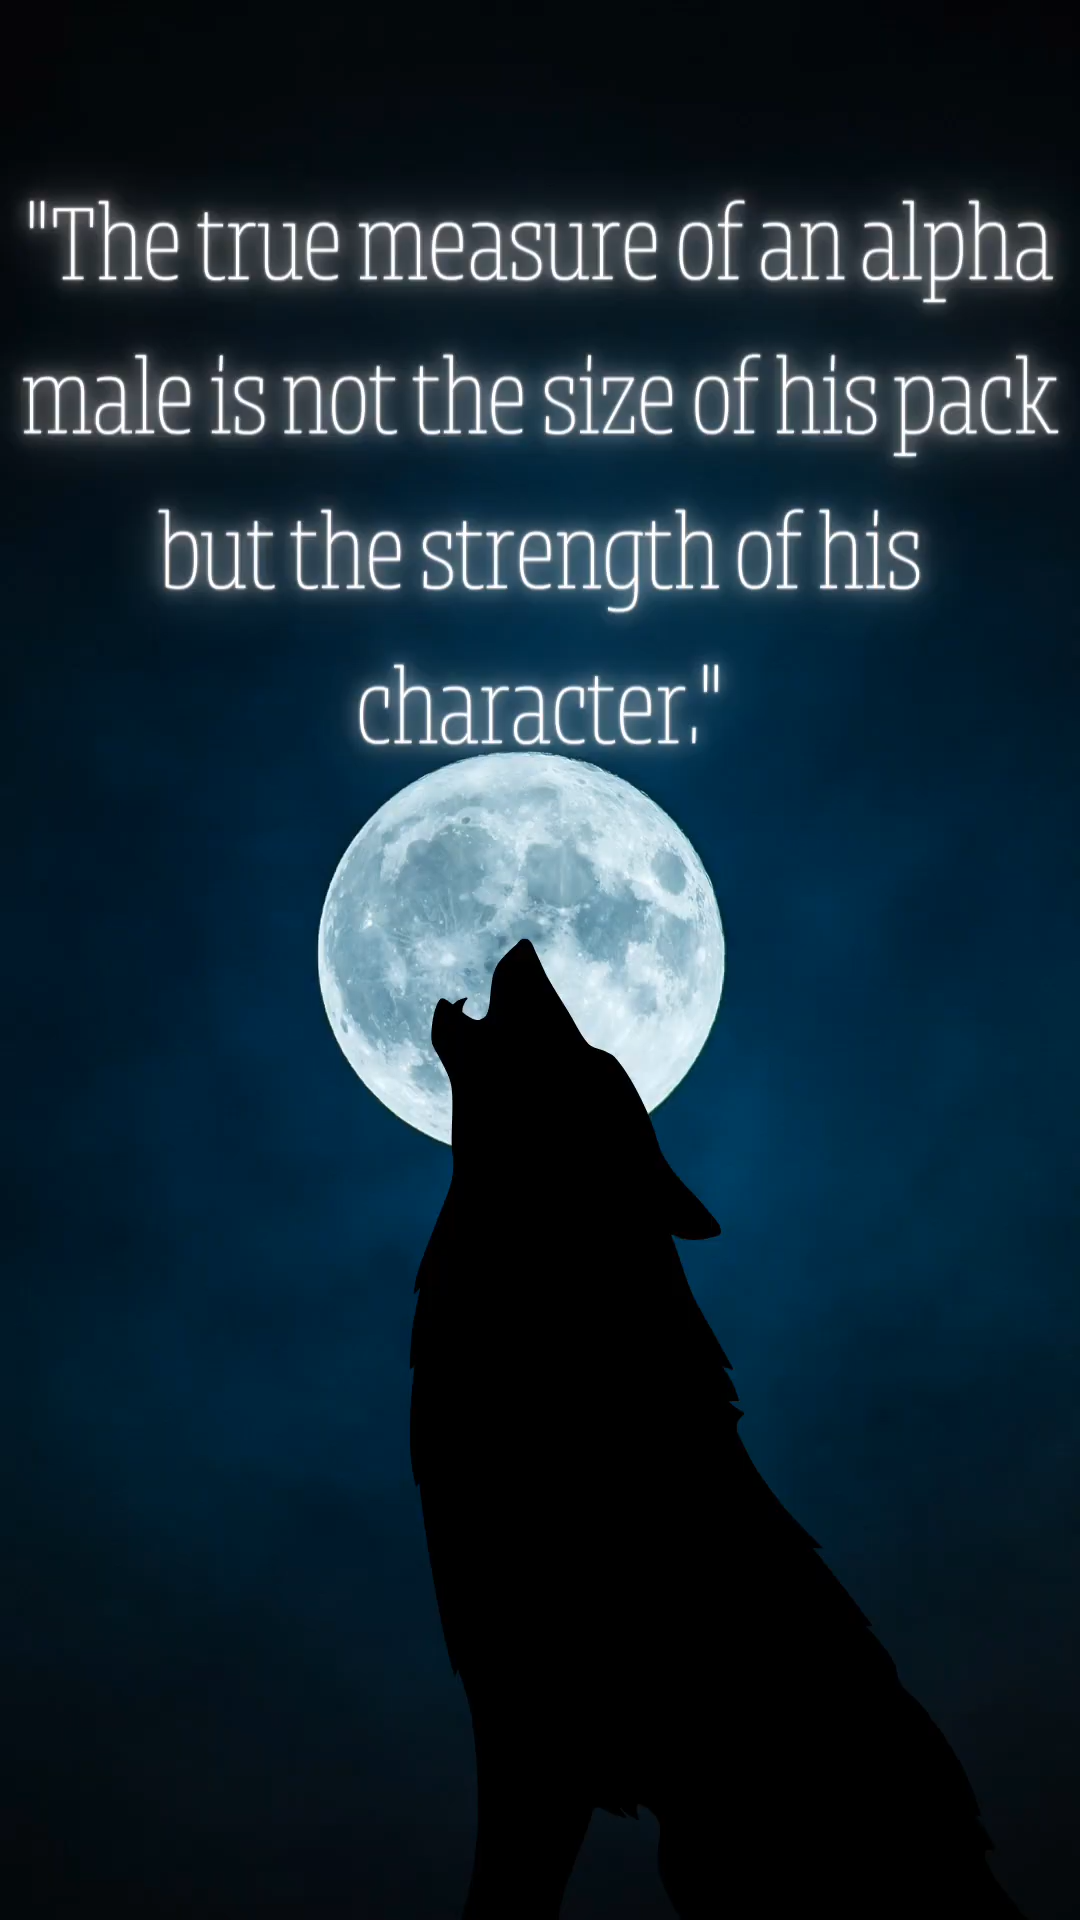 "The true measure of an alpha
male is not the size of his pack
but the strength of his
character."